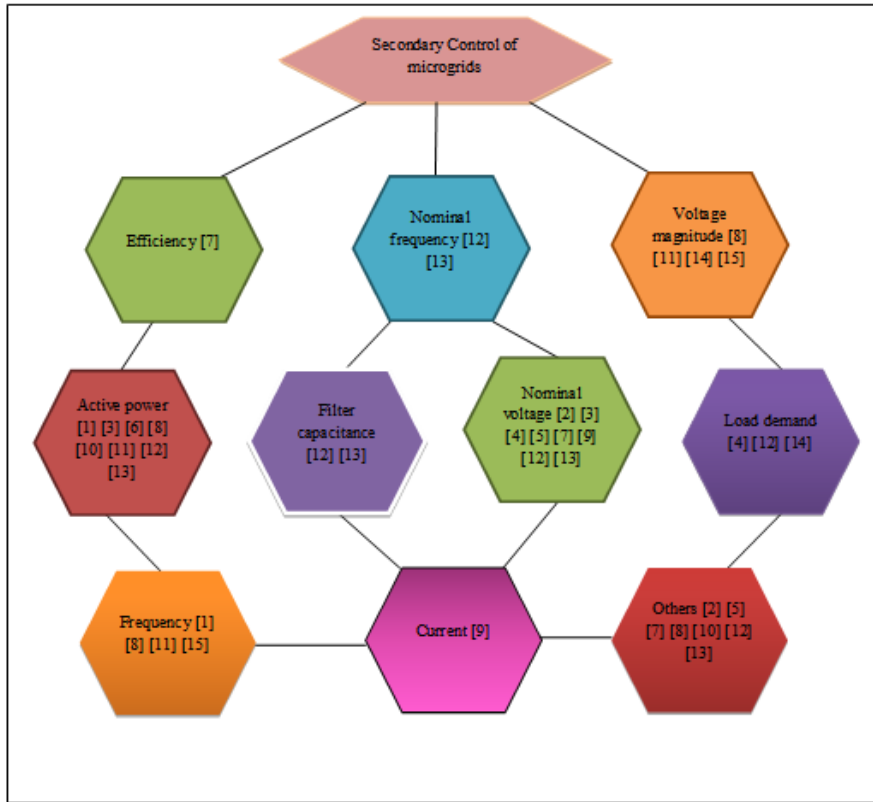 Secondary Control of
microgrids
Efficiency [7]
Nominal
frequency [12]
[13]
Voltage
magnitude [8]
[11] [14] [15]
Active power
[1] [3] [6] [8]
[10] [11] [12]
[13]
Filter
capacitance
[12] [13]
Nominal
voltage [2] [3]
[4] [5] [7] [9]
[12] [13]
Load demand
[4] [12] [14]
Frequency [1]
[8] [11] [15]
Current [9]
Others [2] [5]
[7] [8] [10] [12]
[13]